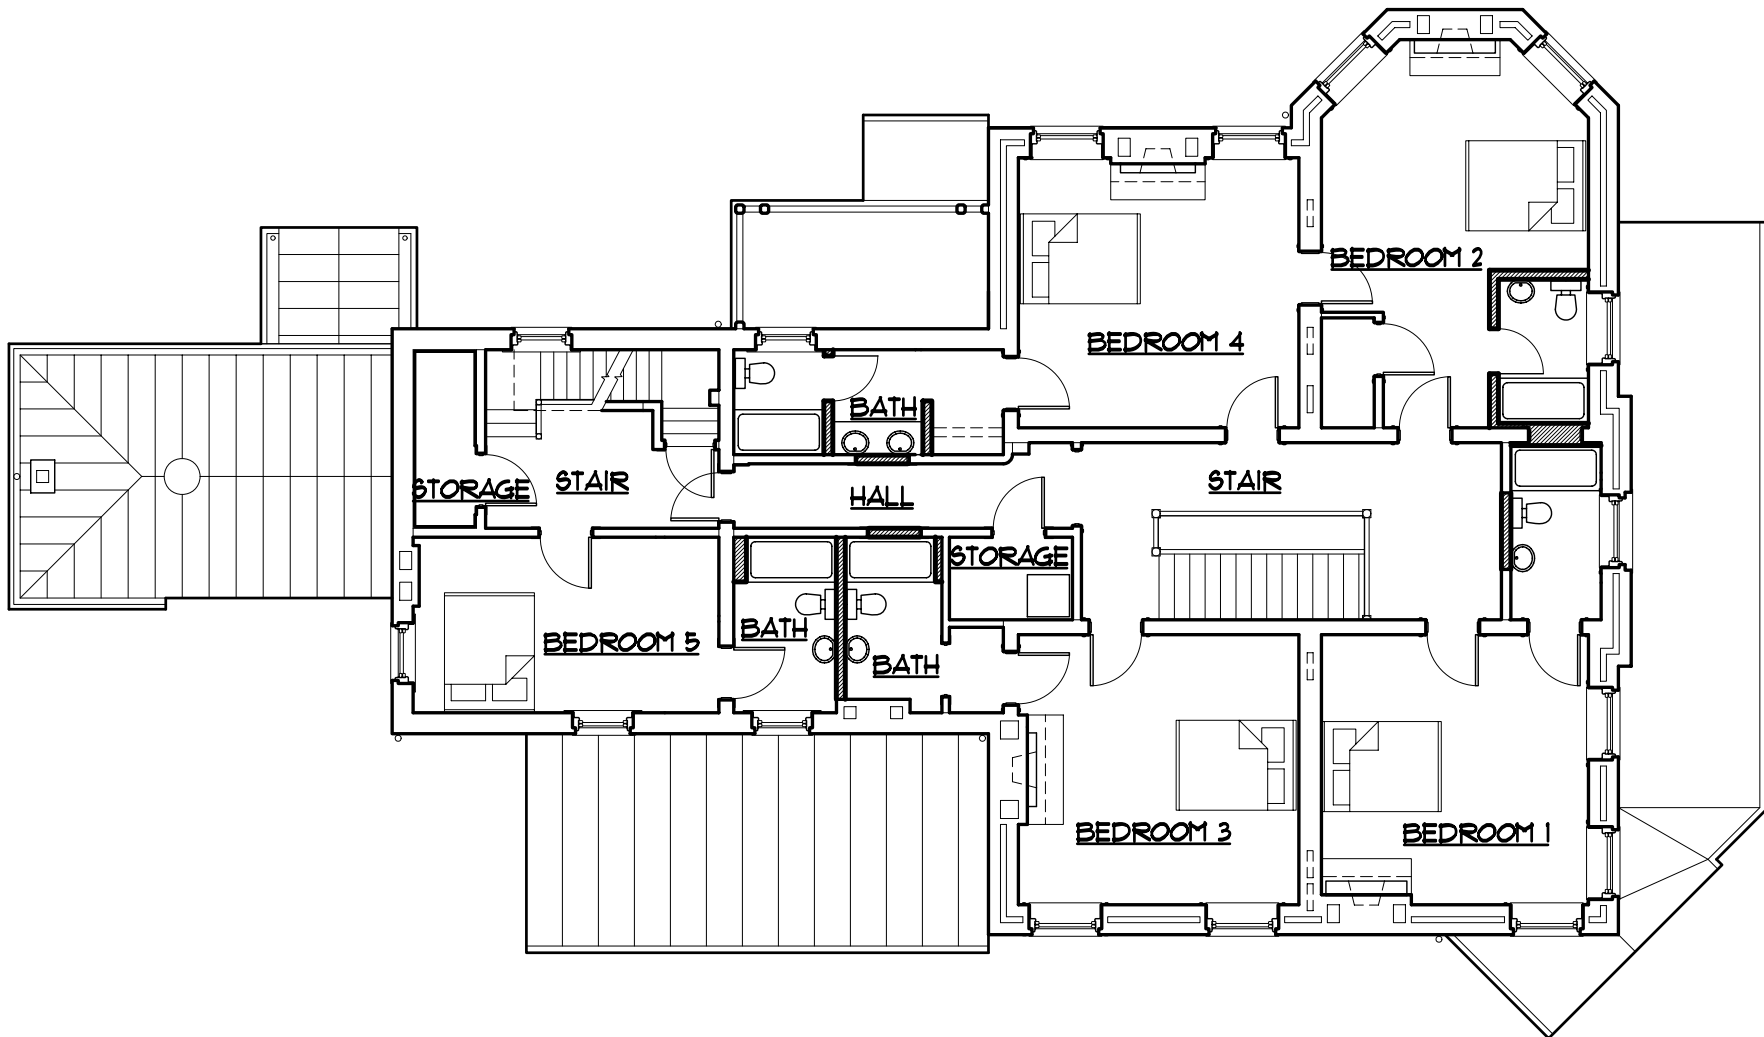 BEDROOM 2
BEDROOM 4
BATH
STORAGE
STAIR
STAIR
HALL
STORAGE
BEDROOM 5
BATH
BATH
BEDROOM 3
BEDROOM 1